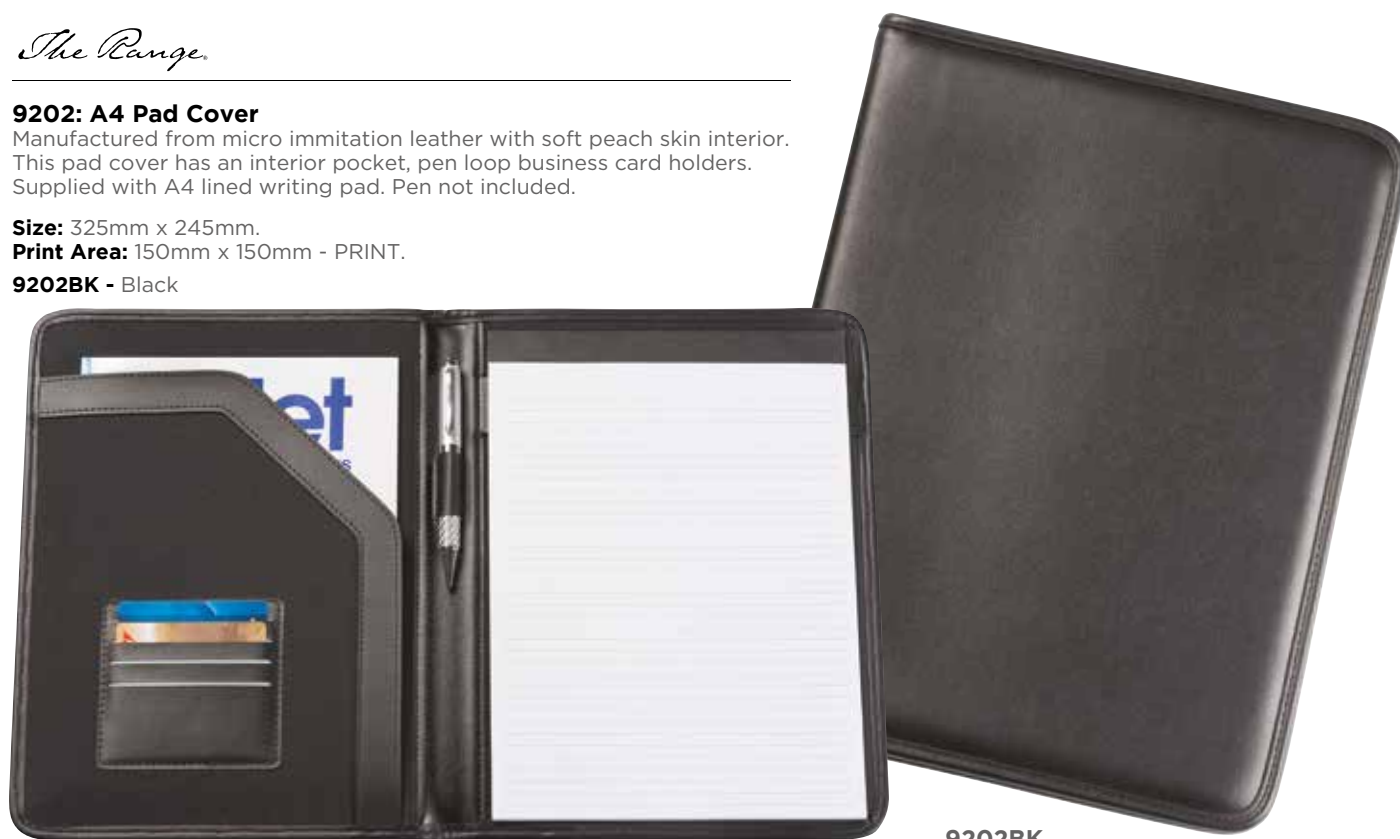 The Range.
9202: A4 Pad Cover
Manufactured from micro immitation leather with soft peach skin interior.
This pad cover has an interior pocket, pen loop business card holders.
Supplied with A4 lined writing pad. Pen not included.
Size: 325mm x 245mm.
Print Area: 150mm x 150mm - PRINT.
9202BK - Black
et
s
9202BK